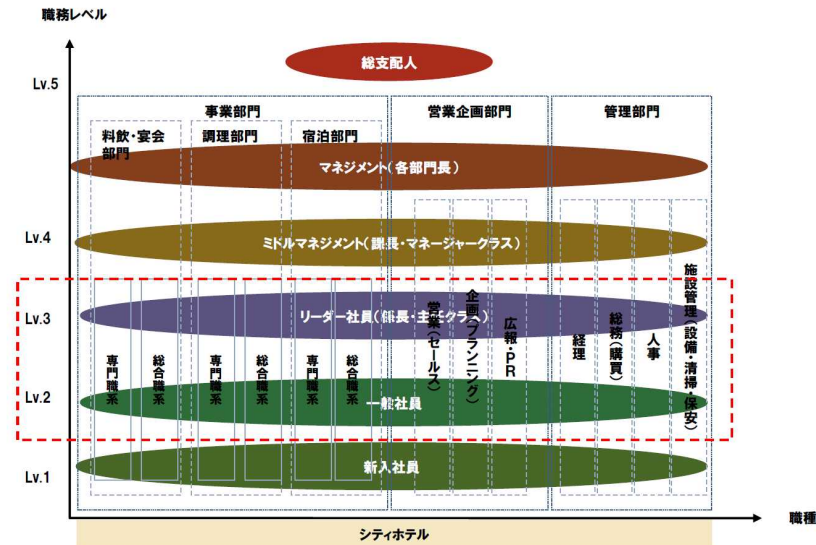 職務レベル
総支配人
Lv.5
事業部門
営業企画部門
管理部門
料飲・宴会
部門
調理部門
宿泊部門
マネジメント(各部門長)
Lv.4
ミドルマネジメント(課長・マネージャークラス)
Lv.3
リーダー社員(係長・主任クラス)
専門職系
総合職系
専門職系
総合職系
専門職系
総合職系
営業(セールス)
企画(プランニング)
広報・PR
経理
総務(購買)
人事
施設管理(設備・清掃・保安)
Lv.2
一般社員
Lv.1
新入社員
職種
シティホテル